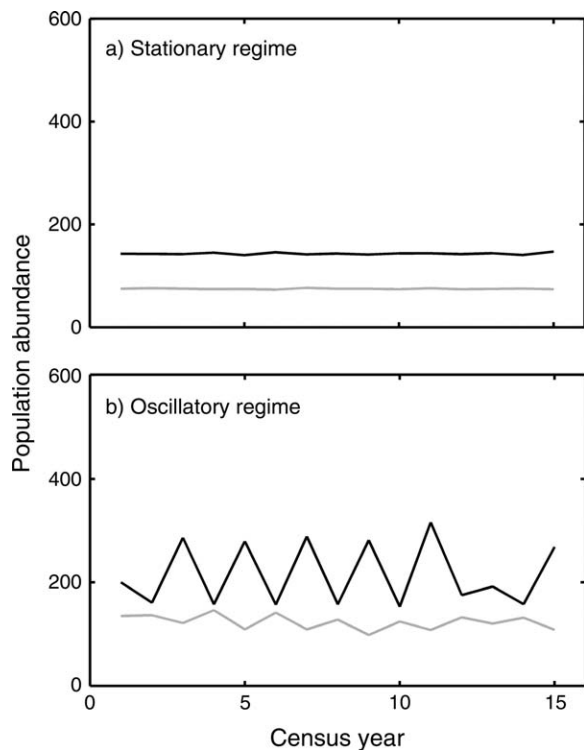 600
a) Stationary regime
400
200
0
Population abundance
600
b) Oscillatory regime
400
200
0
0 5 10 15
Census year